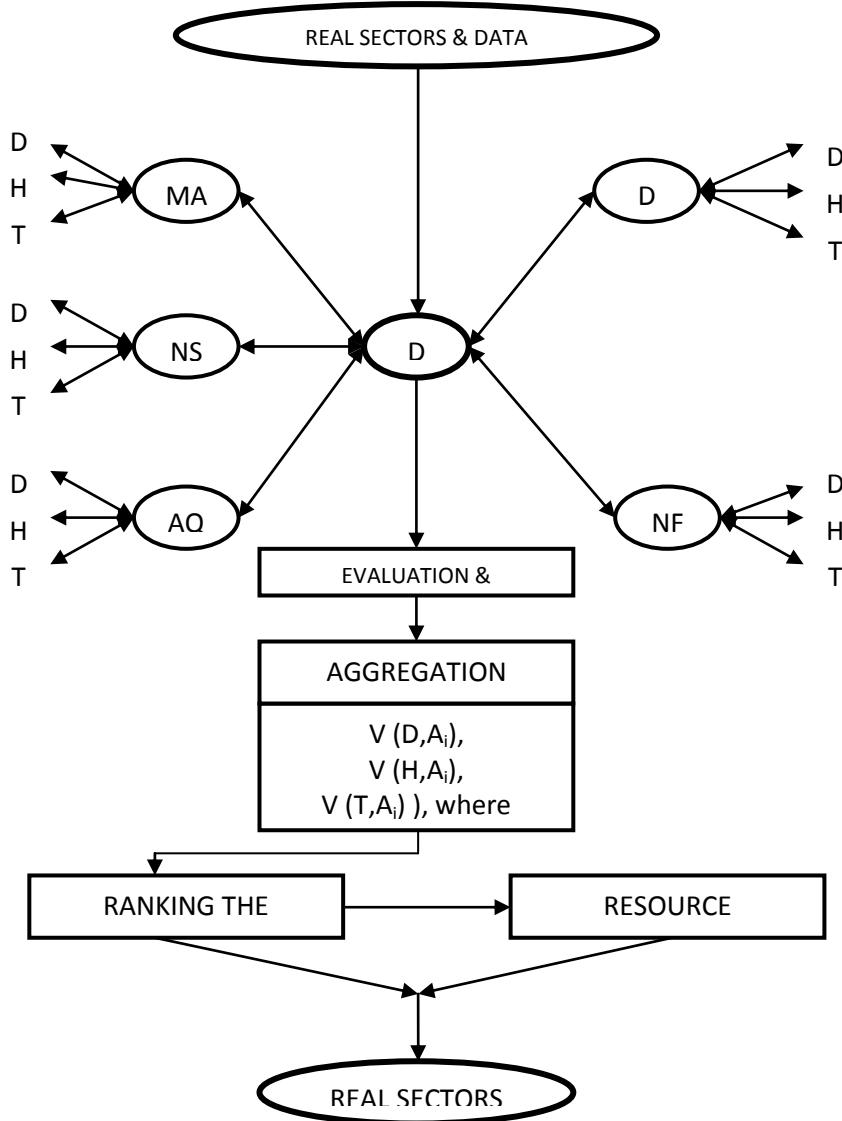 REAL SECTORS & DATA
D
H
T
MA
D
D
H
T
D
H
T
NS
D
D
H
T
AQ
NF
D
H
T
EVALUATION &
AGGREGATION
V (D,Aᵢ),
V (H,Aᵢ),
V (T,Aᵢ) ), where
RANKING THE
RESOURCE
REAL SECTORS